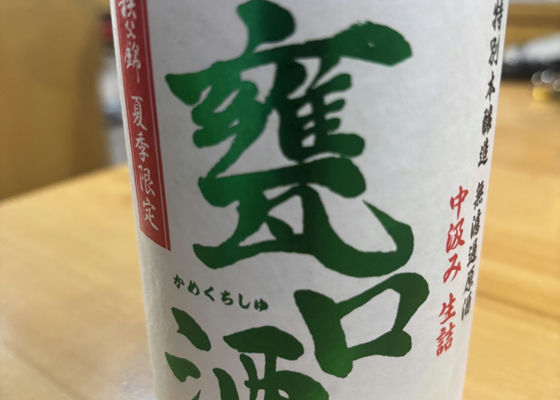 特別本醸造 無濾過原酒
中汲み 生詰
甕口酒
かめくちしゅ
秩父錦 夏季限定